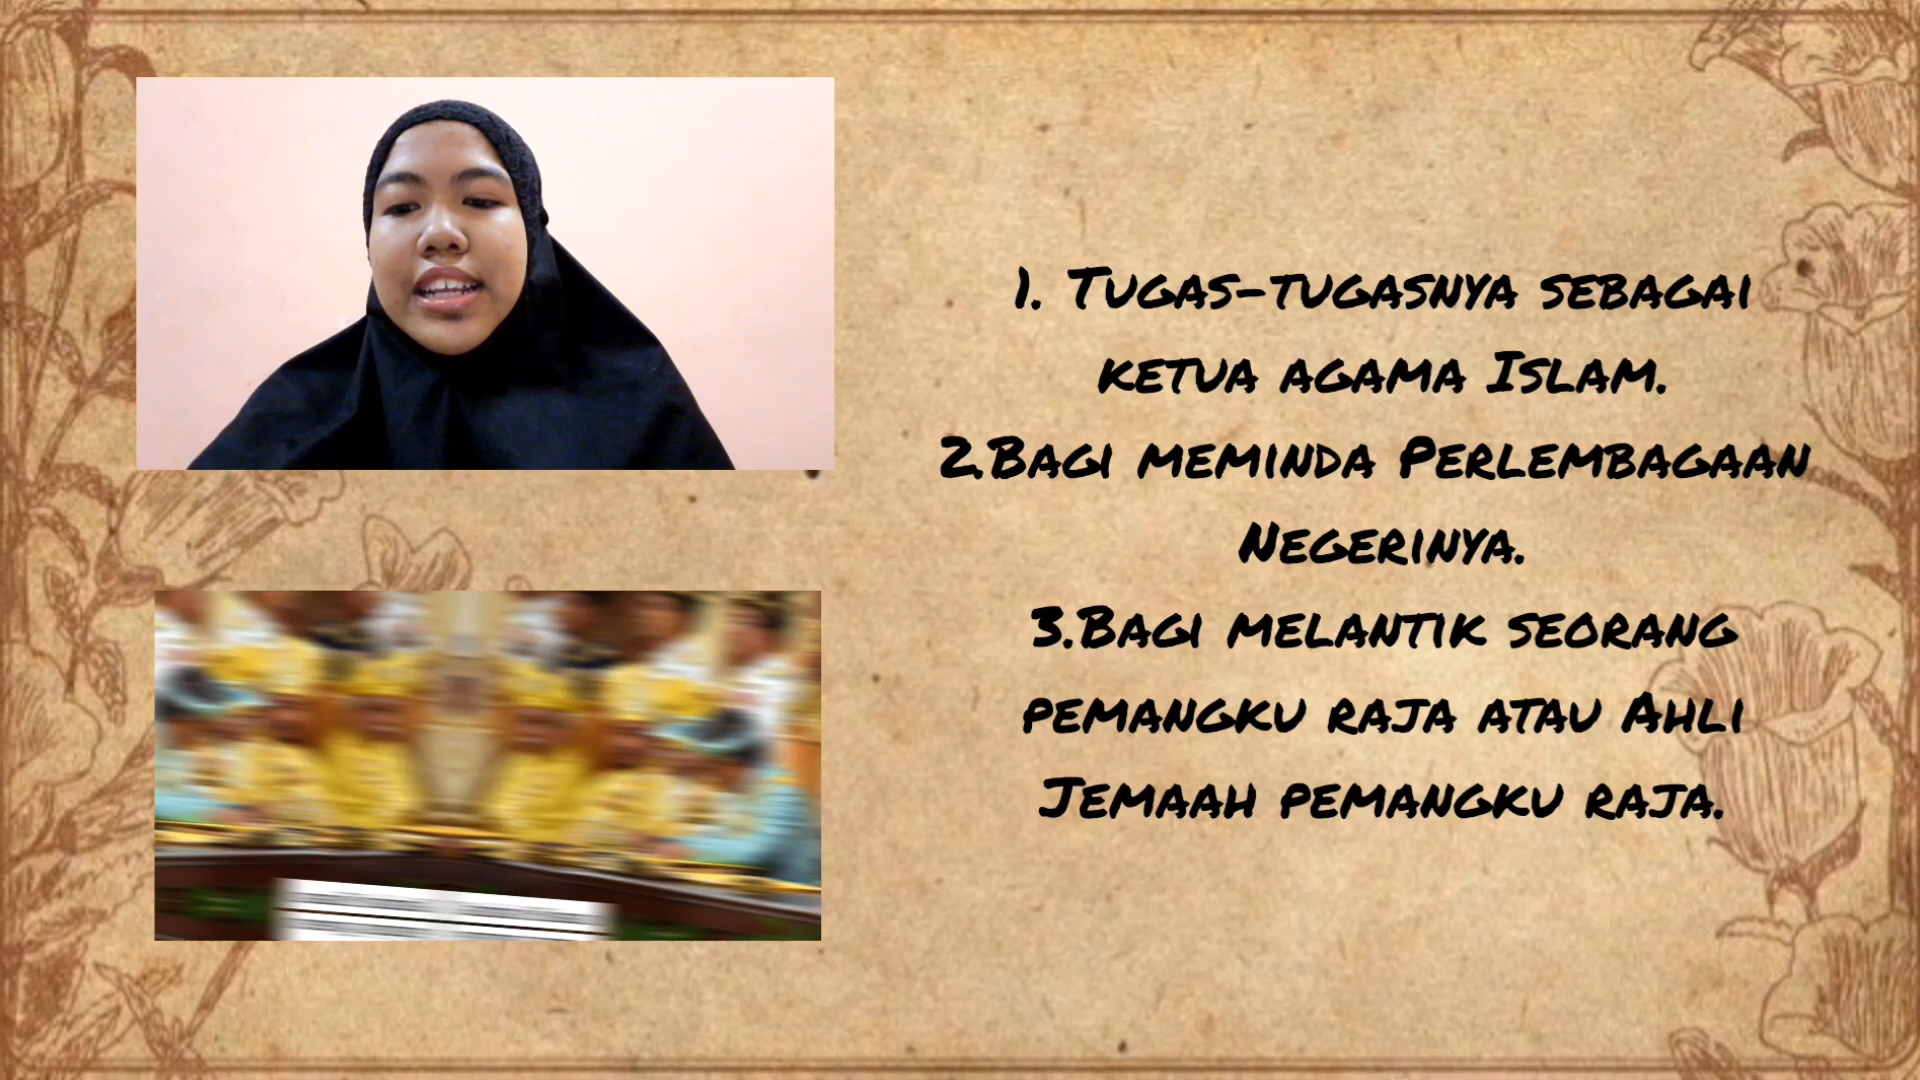 1. Tugas-tugasnya sebagai
ketua agama Islam.
2.Bagi meminda Perlembagaan
Negerinya.
3.Bagi melantik seorang
pemangku raja atau Ahli
Jemaah pemangku raja.